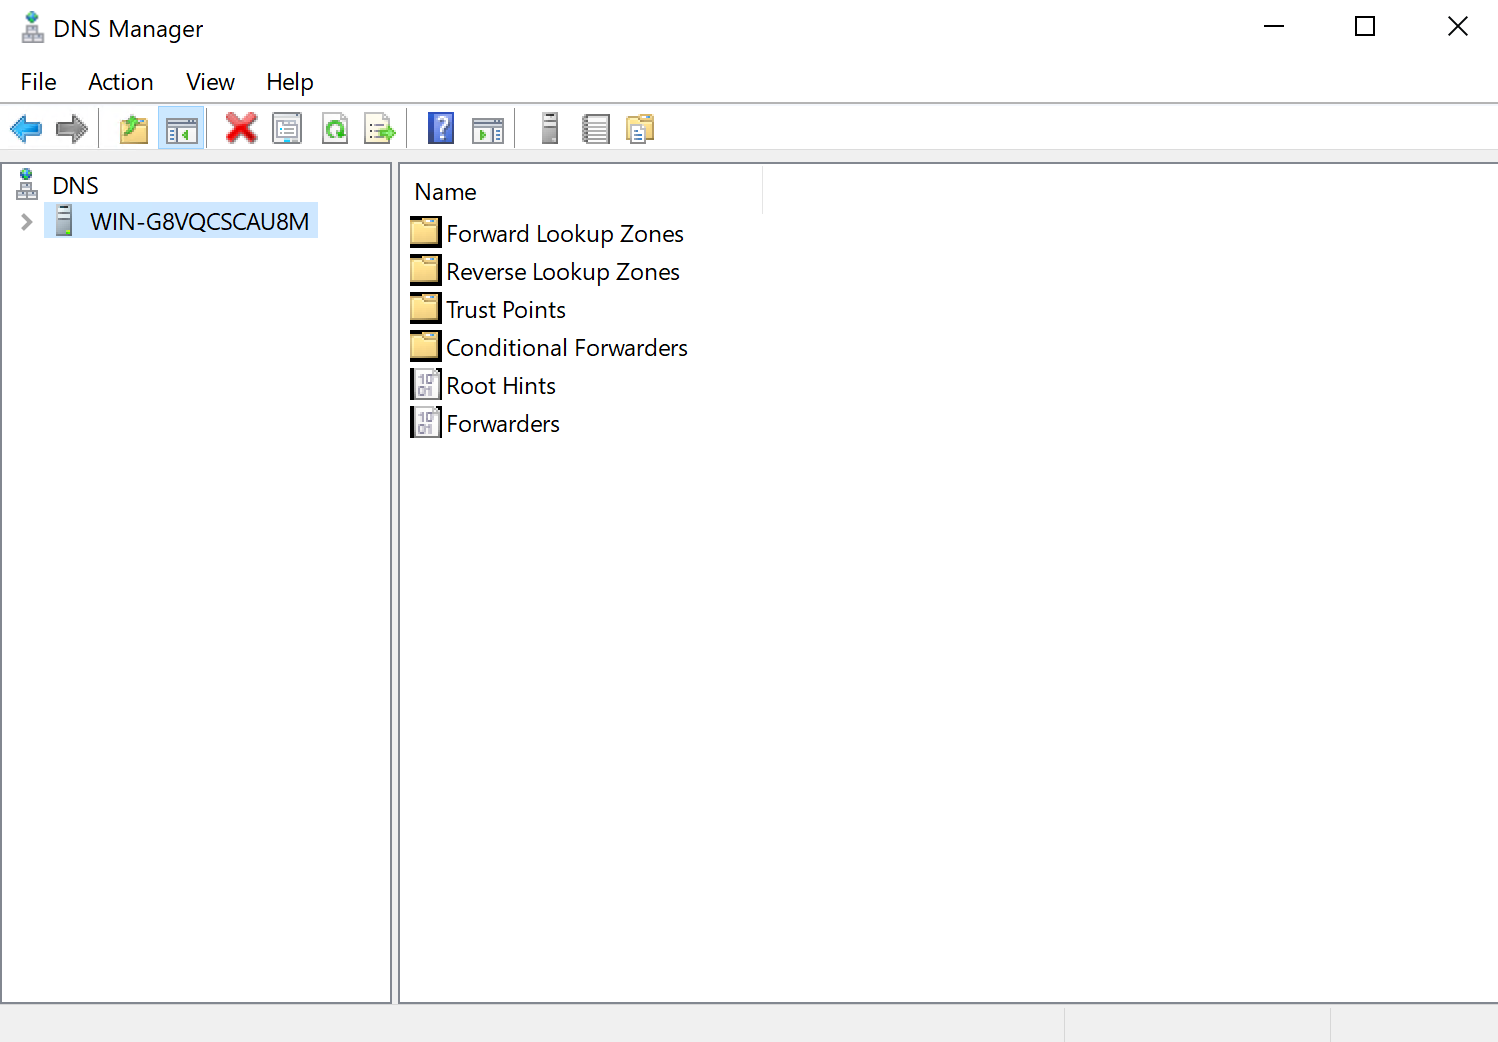 DNS Manager
File Action View Help
DNS
WIN-G8VQCSCAU8M
Name
Forward Lookup Zones
Reverse Lookup Zones
Trust Points
Conditional Forwarders
Root Hints
Forwarders